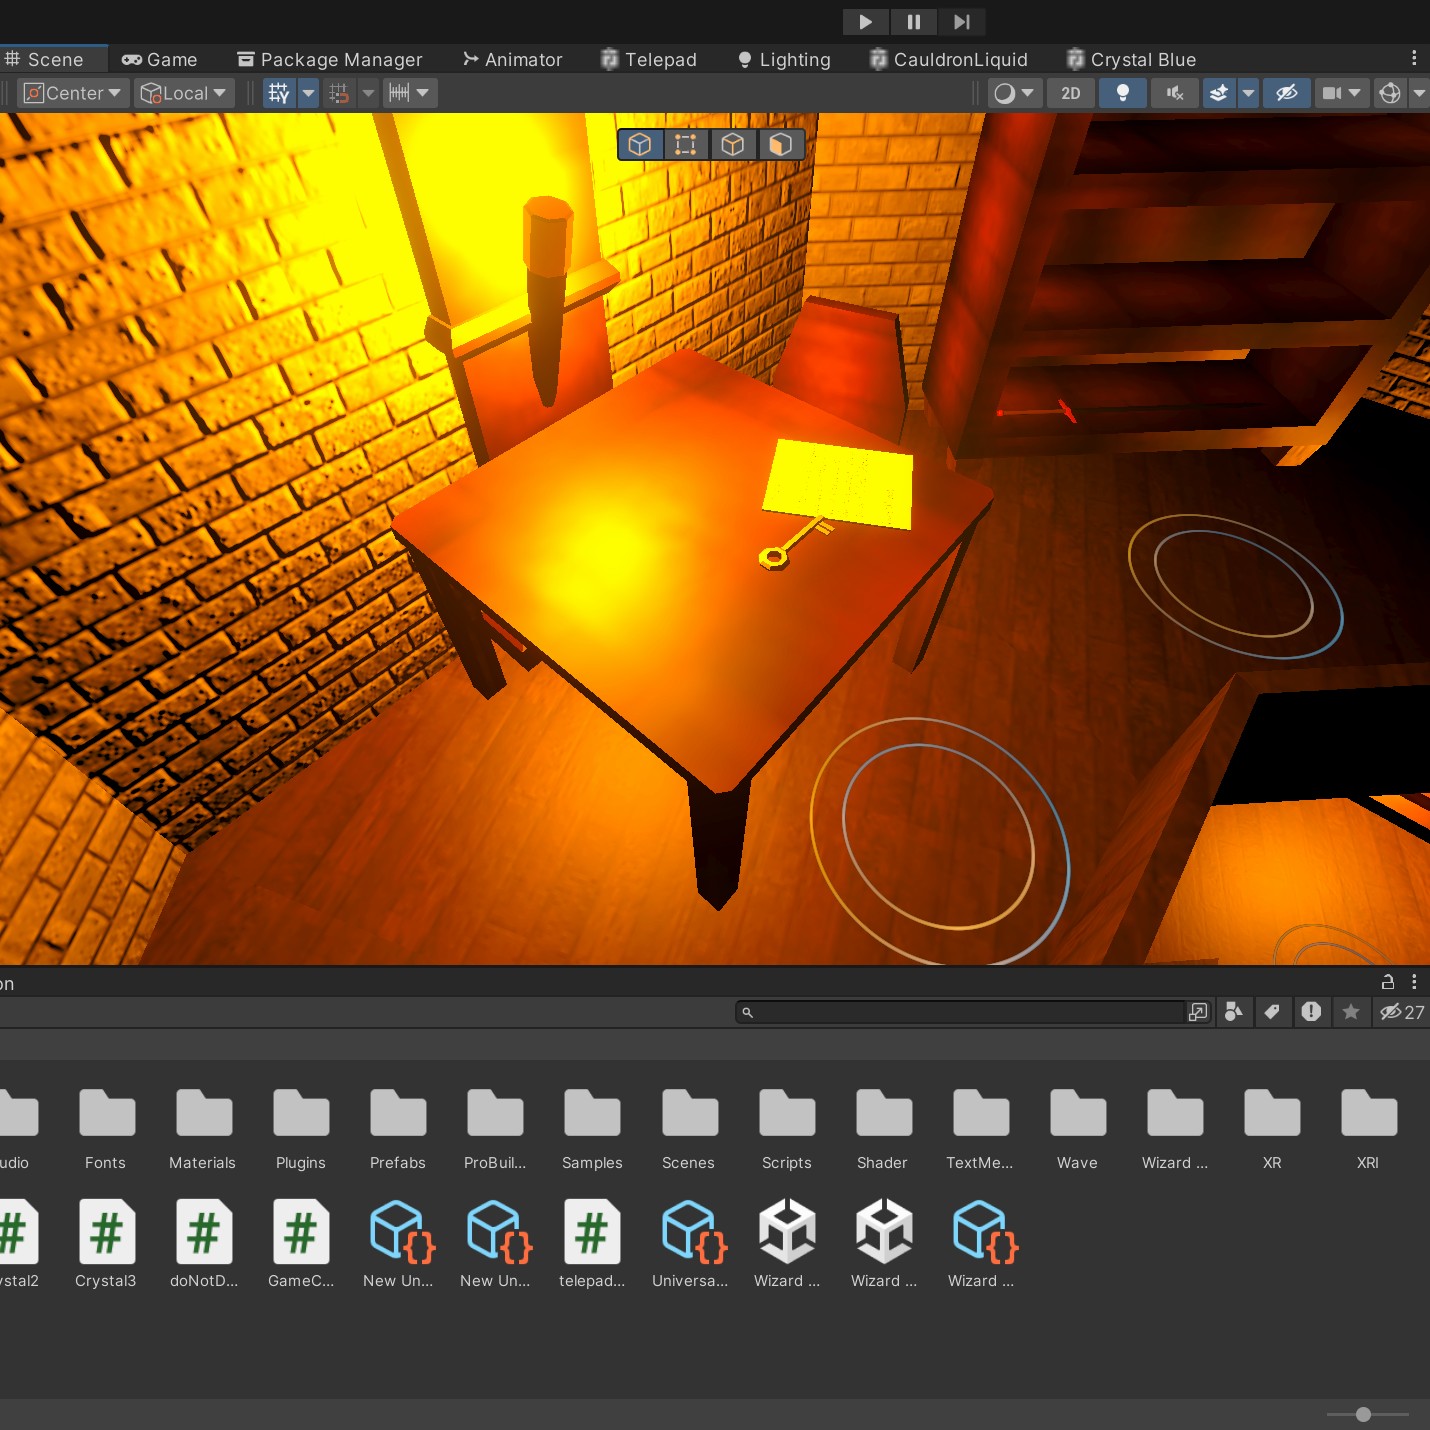 Scene Game Package Manager Animator Telepad Lighting CauldronLiquid Crystal Blue
Center Local 2D
on
27
udio Fonts Materials Plugins Prefabs ProBuil... Samples Scenes Scripts Shader TextMe... Wave Wizard ... XR XRI
ystal2 Crystal3 doNotD... GameC... New Un... New Un... telepad... Universa... Wizard ... Wizard ... Wizard ...